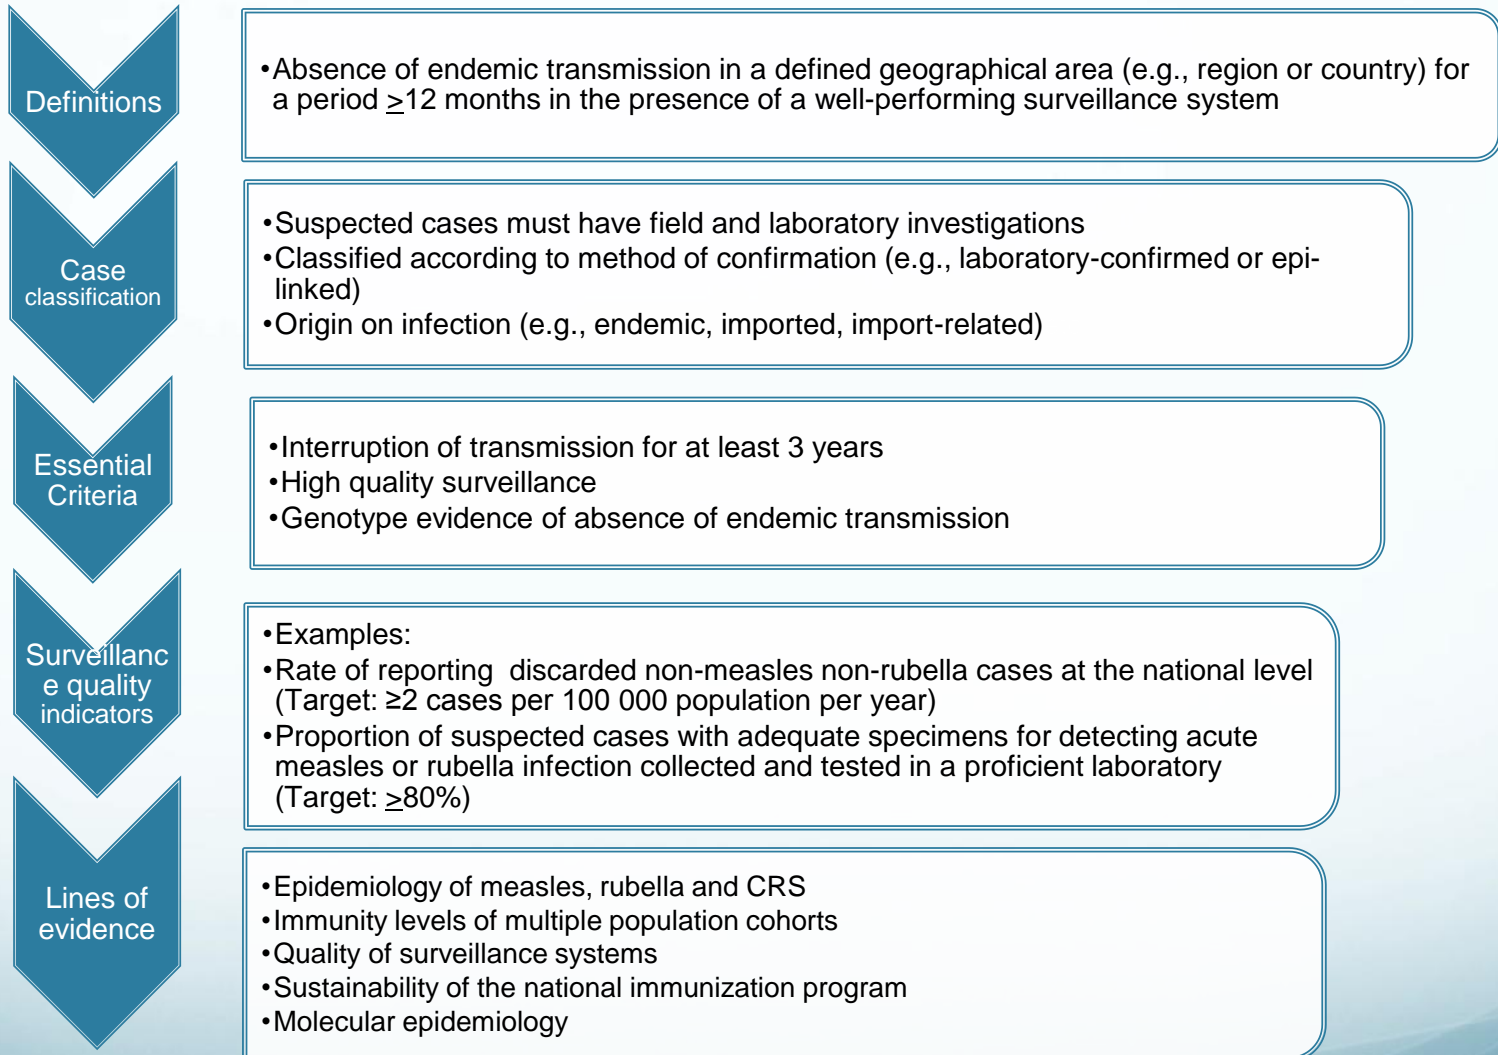 Definitions
•Absence of endemic transmission in a defined geographical area (e.g., region or country) for
a period ≥12 months in the presence of a well-performing surveillance system
Case
classification
•Suspected cases must have field and laboratory investigations
•Classified according to method of confirmation (e.g., laboratory-confirmed or epi-
linked)
•Origin on infection (e.g., endemic, imported, import-related)
Essential
Criteria
•Interruption of transmission for at least 3 years
•High quality surveillance
•Genotype evidence of absence of endemic transmission
Surveillanc
e quality
indicators
•Examples:
•Rate of reporting  discarded non-measles non-rubella cases at the national level
(Target: ≥2 cases per 100 000 population per year)
•Proportion of suspected cases with adequate specimens for detecting acute
measles or rubella infection collected and tested in a proficient laboratory
(Target: ≥80%)
Lines of
evidence
•Epidemiology of measles, rubella and CRS
•Immunity levels of multiple population cohorts
•Quality of surveillance systems
•Sustainability of the national immunization program
•Molecular epidemiology